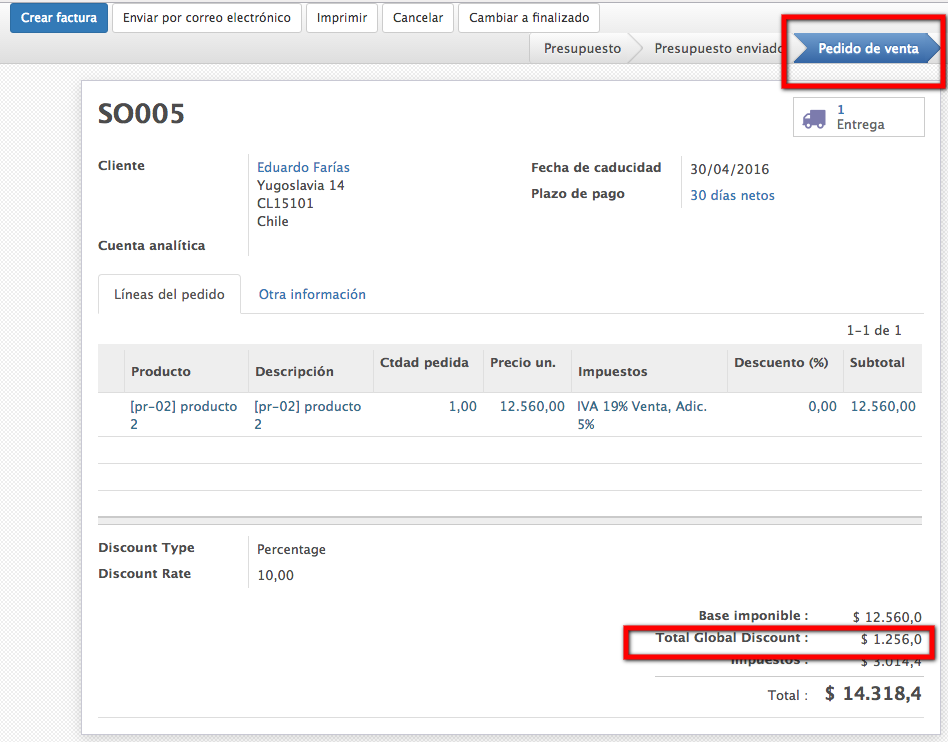 Crear factura Enviar por correo electrónico Imprimir Cancelar Cambiar a finalizado
Presupuesto Presupuesto enviado Pedido de venta
SO005
1
Entrega
Cliente
Eduardo Farías
Yugoslavia 14
CL15101
Chile
Fecha de caducidad 30/04/2016
Plazo de pago 30 días netos
Cuenta analítica
Líneas del pedido Otra información
1-1 de 1
Producto Descripción Ctdad pedida Precio un. Impuestos Descuento (%) Subtotal
[pr-02] producto 2 [pr-02] producto 2 1,00 12.560,00 IVA 19% Venta, Adic. 5% 0,00 12.560,00
Discount Type Percentage
Discount Rate 10,00
Base imponible : $ 12.560,0
Total Global Discount : $ 1.256,0
Impuestos : $ 3.014,4
Total : $ 14.318,4